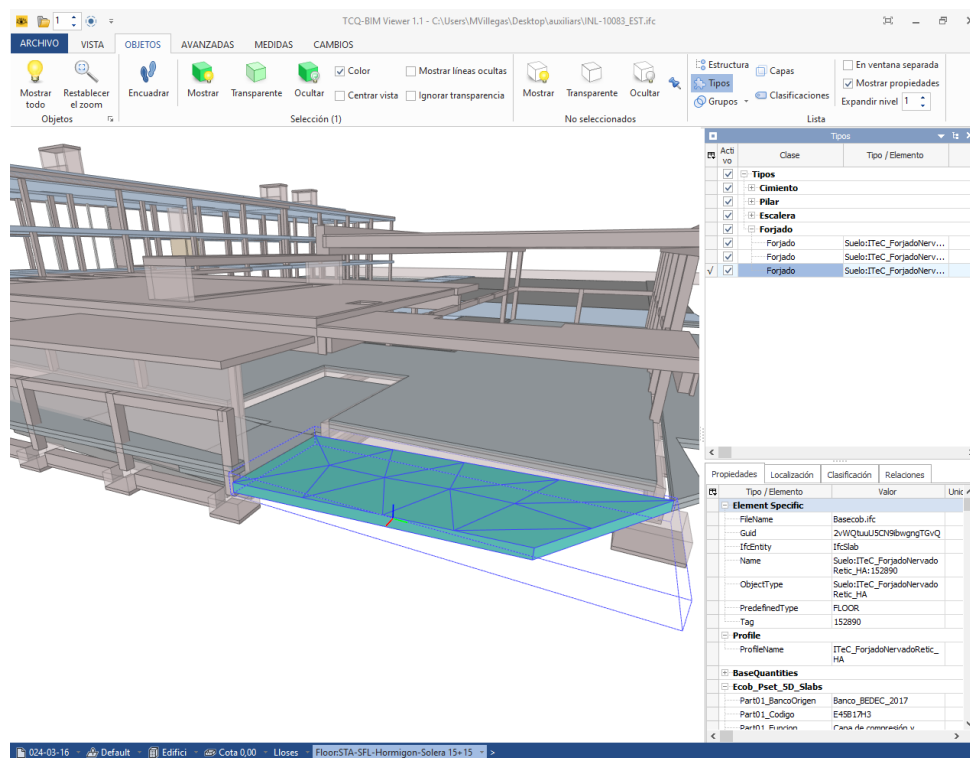 TCQ-BIM Viewer 1.1 - C:\Users\MVillegas\Desktop\auxiliars\INL-10083_EST.ifc
1
ARCHIVO VISTA OBJETOS AVANZADAS MEDIDAS CAMBIOS
Mostrar todo
Restablecer el zoom
Encuadrar
Mostrar
Transparente
Ocultar
Color
Centrar vista
Mostrar líneas ocultas
Ignorar transparencia
Mostrar
Transparente
Ocultar
Estructura
Tipos
Grupos
Capas
Clasificaciones
En ventana separada
Mostrar propiedades
Expandir nivel 1
Objetos
Selección (1)
No seleccionados
Lista
Tipos
Acti vo
Clase
Tipo / Elemento
Tipos
Cimiento
Pilar
Escalera
Forjado
Forjado Suelo:ITeC_ForjadoNerv...
Forjado Suelo:ITeC_ForjadoNerv...
Forjado Suelo:ITeC_ForjadoNerv...
Propiedades Localización Clasificación Relaciones
Tipo / Elemento Valor Unic
Element Specific
FileName Basecob.ifc
Guid 2vWQtuuU5CN9ibwgngTGvQ
IfcEntity IfcSlab
Name Suelo:ITeC_ForjadoNervado
Retic_HA:152890
ObjectType Suelo:ITeC_ForjadoNervado
Retic_HA
PredefinedType FLOOR
Tag 152890
Profile
ProfileName ITeC_ForjadoNervadoRetic_
HA
BaseQuantities
Ecob_Pset_5D_Slabs
Part01_BancoOrigen Banco_BEDEC_2017
Part01_Codigo E45B17H3
Part01_Funcion Capa de compresión y
024-03-16 Default Edifici Cota 0,00 Lloses Floor:STA-SFL-Hormigon-Solera 15+15 >